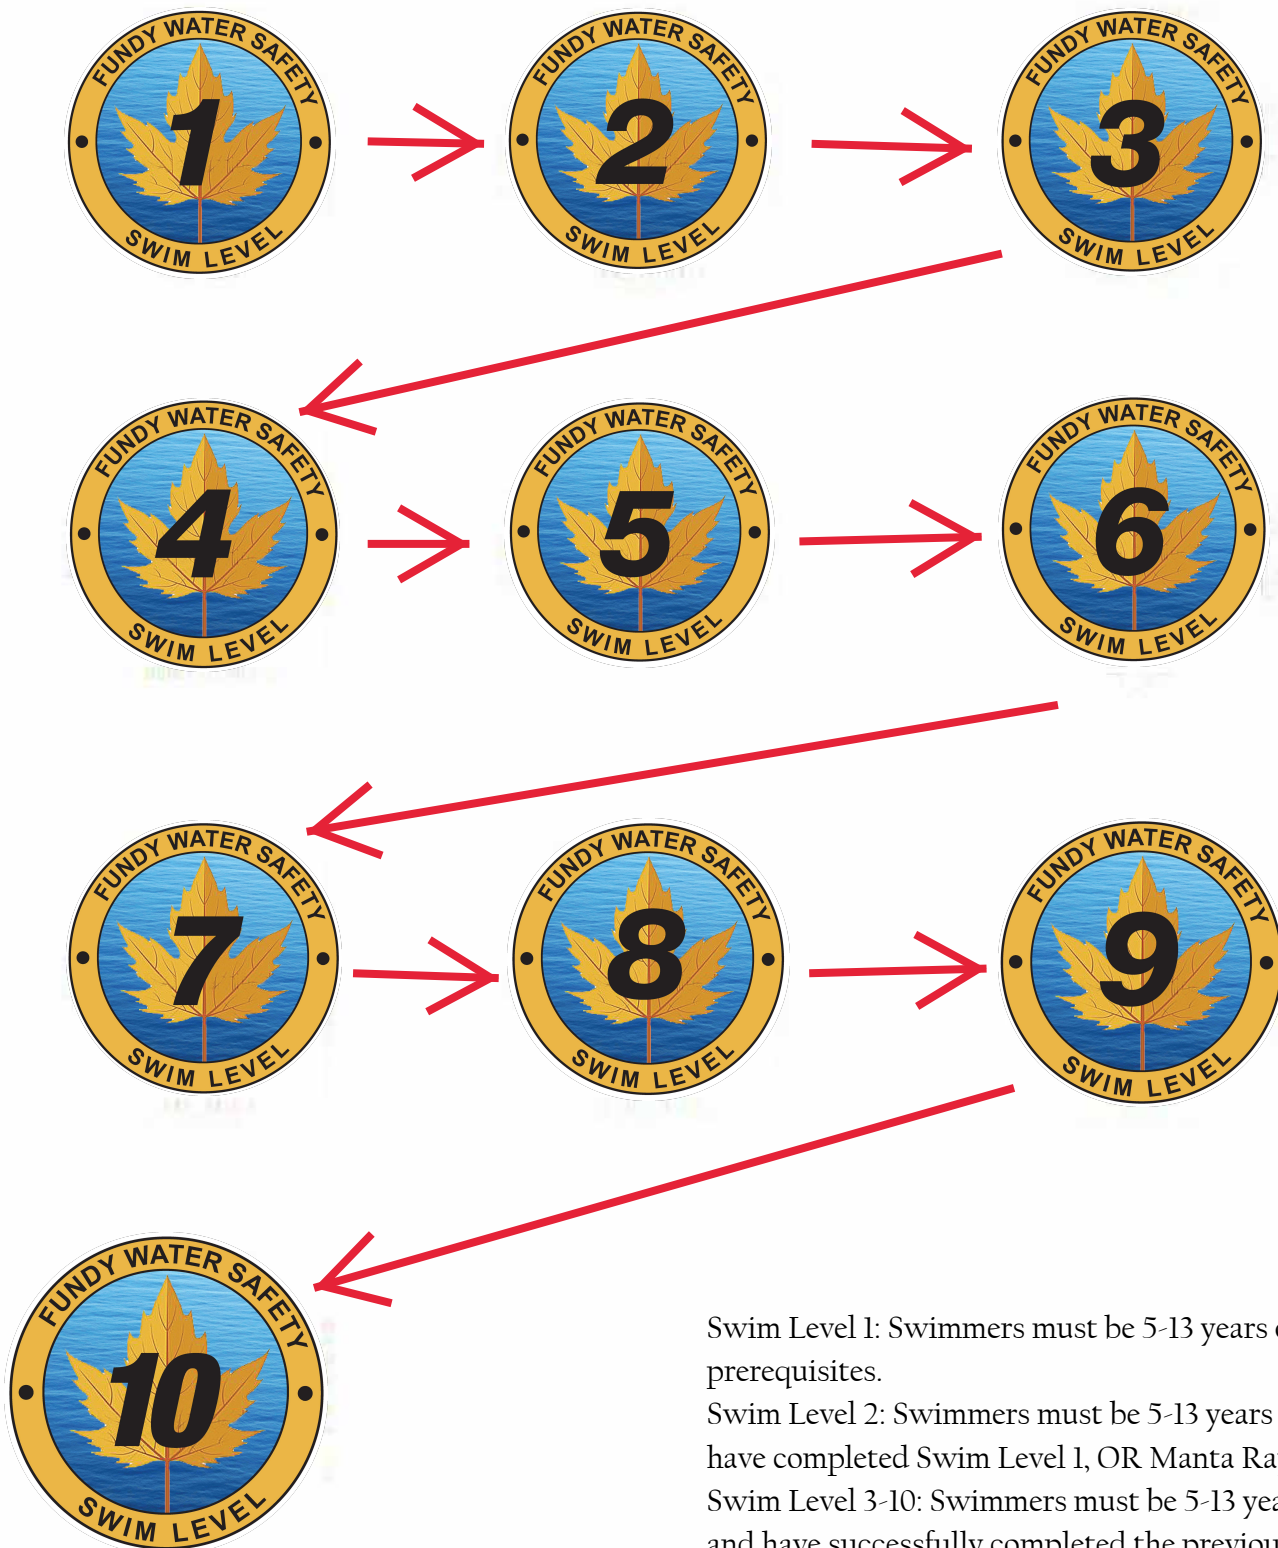 FUNDY WATER SAFETY
1
SWIM LEVEL
FUNDY WATER SAFETY
2
SWIM LEVEL
FUNDY WATER SAFETY
3
SWIM LEVEL
FUNDY WATER SAFETY
4
SWIM LEVEL
FUNDY WATER SAFETY
5
SWIM LEVEL
FUNDY WATER SAFETY
6
SWIM LEVEL
FUNDY WATER SAFETY
7
SWIM LEVEL
FUNDY WATER SAFETY
8
SWIM LEVEL
FUNDY WATER SAFETY
9
SWIM LEVEL
FUNDY WATER SAFETY
10
SWIM LEVEL
Swim Level 1: Swimmers must be 5-13 years
prerequisites.
Swim Level 2: Swimmers must be 5-13 years
have completed Swim Level 1, OR Manta
Swim Level 3-10: Swimmers must be 5-13
and have successfully completed the